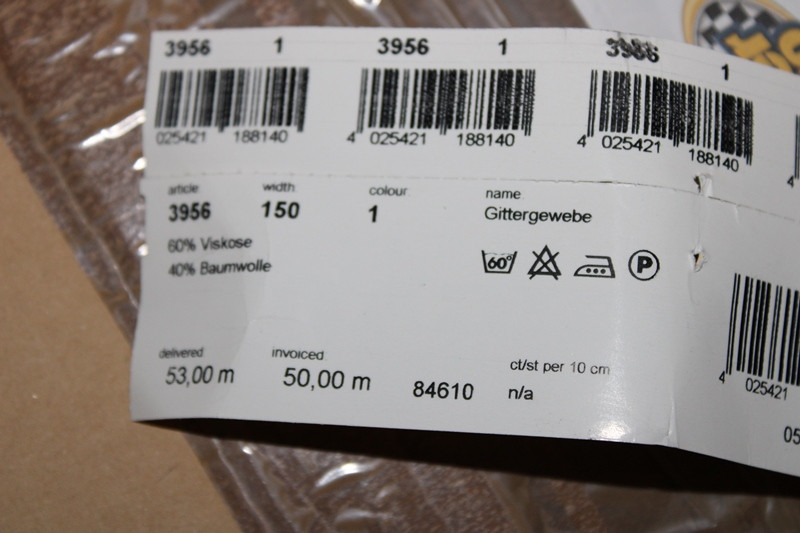 3956 1 3956 1 3956 1
025421 188140 4 025421 188140 4 025421 188140 4
article width colour name
3956 150 1 Gittergewebe
60% Viskose
40% Baumwolle
60°
P
4 025421
delivered invoiced ct/st per 10 cm
53,00 m 50,00 m 84610 n/a
05